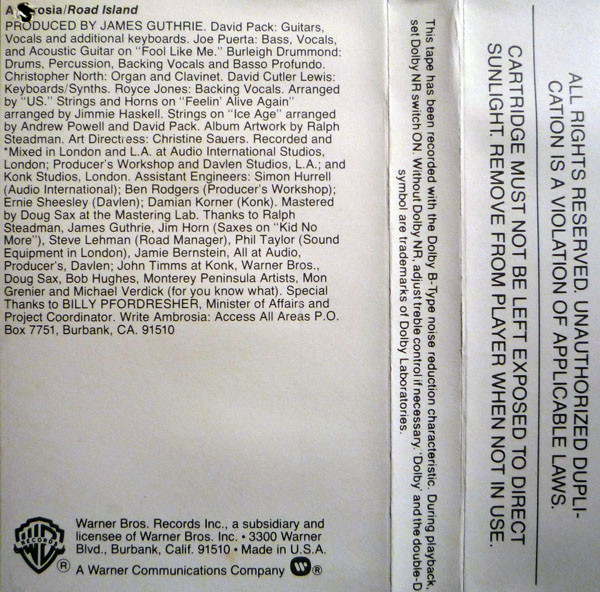 A osia/Road Island
PRODUCED BY JAMES GUTHRIE. David Pack: Guitars,
Vocals and additional keyboards. Joe Puerta: Bass, Vocals,
and Acoustic Guitar on "Fool Like Me." Burleigh Drummond:
Drums, Percussion, Backing Vocals and Basso Profundo.
Christopher North: Organ and Clavinet. David Cutler Lewis:
Keyboards/Synths. Royce Jones: Backing Vocals. Arranged
by "US." Strings and Horns on "Feelin' Alive Again"
arranged by Jimmie Haskell. Strings on "Ice Age" arranged
by Andrew Powell and David Pack. Album Artwork by Ralph
Steadman. Art Directress: Christine Sauers. Recorded and
*Mixed in London and L.A. at Audio International Studios,
London; Producer's Workshop and Davlen Studios, L.A.; and
Konk Studios, London. Assistant Engineers: Simon Hurrell
(Audio International); Ben Rodgers (Producer's Workshop);
Ernie Sheesley (Davlen); Damian Korner (Konk). Mastered
by Doug Sax at the Mastering Lab. Thanks to Ralph
Steadman, James Guthrie, Jim Horn (Saxes on "Kid No
More"), Steve Lehman (Road Manager), Phil Taylor (Sound
Equipment in London), Jamie Bernstein, All at Audio,
Producer's, Davlen; John Timms at Konk, Warner Bros.,
Doug Sax, Bob Hughes, Monterey Peninsula Artists, Mon
Grenier and Michael Verdick (for you know what). Special
Thanks to BILLY PFORDRESHER, Minister of Affairs and
Project Coordinator. Write Ambrosia: Access All Areas P.O.
Box 7751, Burbank, CA. 91510
WB
RECORDS
®
Warner Bros. Records Inc., a subsidiary and
licensee of Warner Bros. Inc. • 3300 Warner
Blvd., Burbank, Calif. 91510 • Made in U.S.A.
A Warner Communications Company ®
This tape has been recorded with the Dolby B-Type noise reduction characteristic. During playback,
set Dolby NR switch ON. Without Dolby NR, adjust treble control if necessary. 'Dolby' and the double-D
symbol are trademarks of Dolby Laboratories.
ALL RIGHTS RESERVED. UNAUTHORIZED DUPLI-
CATION IS A VIOLATION OF APPLICABLE LAWS.
CARTRIDGE MUST NOT BE LEFT EXPOSED TO DIRECT
SUNLIGHT. REMOVE FROM PLAYER WHEN NOT IN USE.